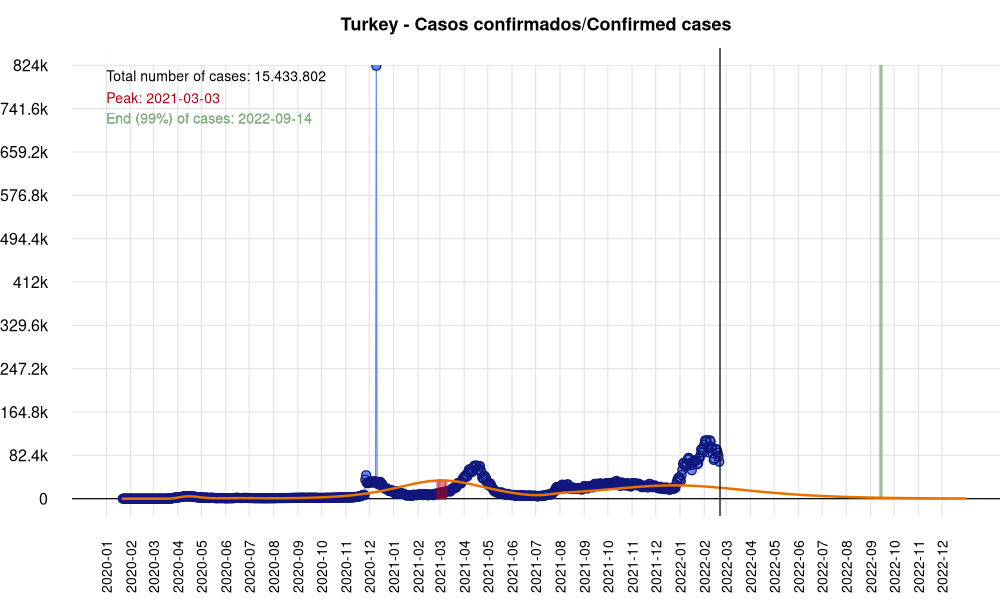 Turkey - Casos confirmados/Confirmed cases
824k
741.6k
659.2k
576.8k
494.4k
412k
329.6k
247.2k
164.8k
82.4k
0
Total number of cases: 15.433.802
Peak: 2021-03-03
End (99%) of cases: 2022-09-14
2020-01
2020-02
2020-03
2020-04
2020-05
2020-06
2020-07
2020-08
2020-09
2020-10
2020-11
2020-12
2021-01
2021-02
2021-03
2021-04
2021-05
2021-06
2021-07
2021-08
2021-09
2021-10
2021-11
2021-12
2022-01
2022-02
2022-03
2022-04
2022-05
2022-06
2022-07
2022-08
2022-09
2022-10
2022-11
2022-12